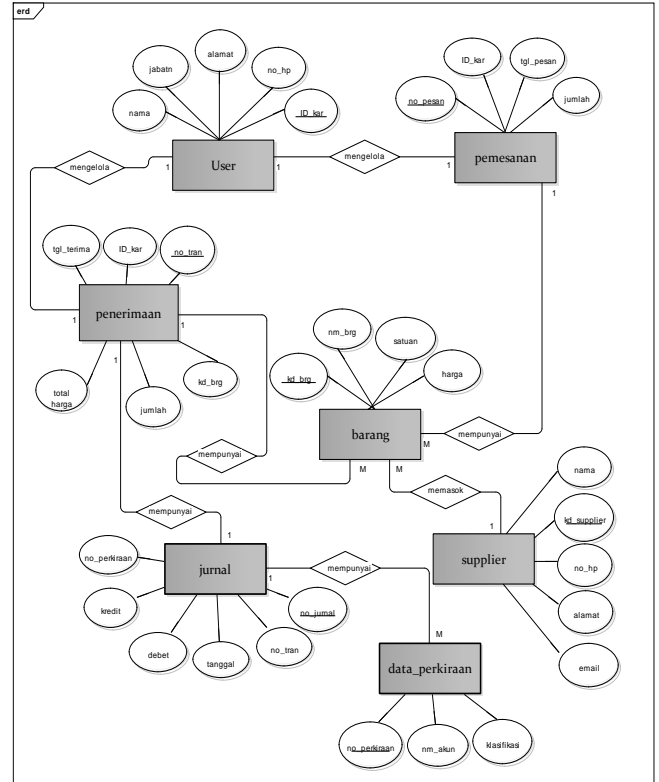 erd
alamat
jabatn
no_hp
nama
ID_kar
ID_kar
tgl_pesan
no_pesan
jumlah
mengelola
1
User
1
mengelola
1
pemesanan
1
tgl_terima
ID_kar
no_tran
1
penerimaan
1
1
total
harga
jumlah
kd_brg
nm_brg
satuan
kd_brg
harga
barang
M
mempunyai
mempunyai
M
M
memasok
1
nama
kd_supplier
supplier
no_hp
alamat
email
mempunyai
1
no_perkiraan
jurnal
1
mempunyai
kredit
no_jurnal
debet
tanggal
no_tran
M
data_perkiraan
no_perkiraan
nm_akun
klasifikasi